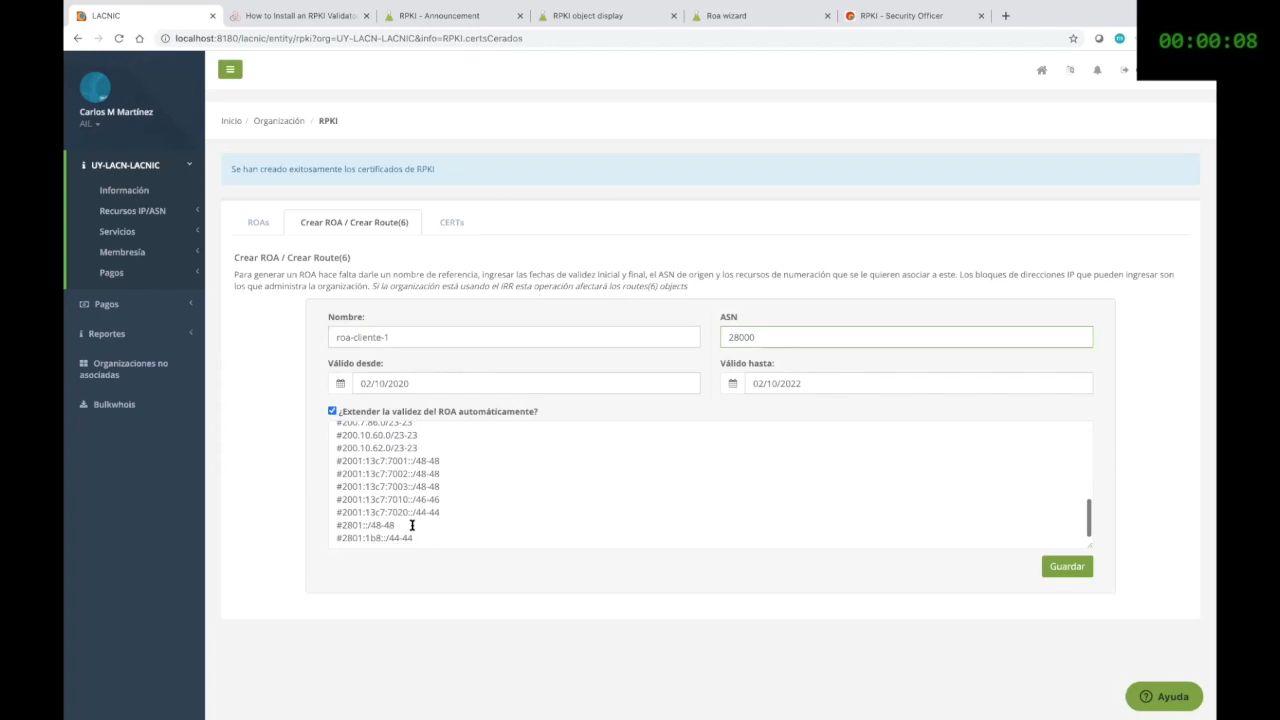 LACNIC
How to Install an RPKI Validato
RPKI - Announcement
RPKI object display
Roa wizard
RPKI - Security Officer
00:00:08
localhost:8180/lacnic/entity/rpki?org=UY-LACN-LACNIC&info=RPKI.certsCerados
Carlos M Martínez
AIL
UY-LACN-LACNIC
Información
Recursos IP/ASN
Servicios
Membresía
Pagos
Pagos
Reportes
Organizaciones no
asociadas
Bulkwhois
Inicio / Organización / RPKI
Se han creado exitosamente los certificados de RPKI
ROAs
Crear ROA / Crear Route(6)
CERTs
Crear ROA / Crear Route(6)
Para generar un ROA hace falta darle un nombre de referencia, ingresar las fechas de validez inicial y final, el ASN de origen y los recursos de numeración que se le quieren asociar a este. Los bloques de direcciones IP que pueden ingresar son
los que administra la organización. Si la organización está usando el IRR esta operación afectará los routes(6) objects
Nombre:
ASN
roa-cliente-1
28000
Válido desde:
Válido hasta:
02/10/2020
02/10/2022
¿Extender la validez del ROA automáticamente?
#200.7.86.0/23-23
#200.10.60.0/23-23
#200.10.62.0/23-23
#2001:13c7:7001::/48-48
#2001:13c7:7002::/48-48
#2001:13c7:7003::/48-48
#2001:13c7:7010::/46-46
#2001:13c7:7020::/44-44
#2801::/48-48
#2801:1b8::/44-44
Guardar
Ayuda